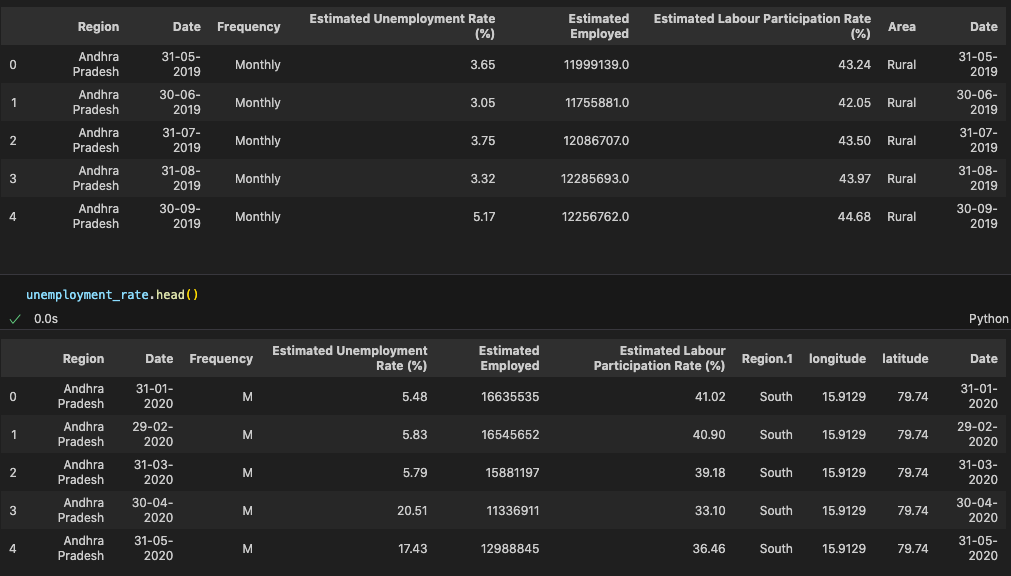 Region Date Frequency Estimated Unemployment Rate (%) Estimated Employed Estimated Labour Participation Rate (%) Area Date
0 Andhra Pradesh 31-05-2019 Monthly 3.65 11999139.0 43.24 Rural 31-05-2019
1 Andhra Pradesh 30-06-2019 Monthly 3.05 11755881.0 42.05 Rural 30-06-2019
2 Andhra Pradesh 31-07-2019 Monthly 3.75 12086707.0 43.50 Rural 31-07-2019
3 Andhra Pradesh 31-08-2019 Monthly 3.32 12285693.0 43.97 Rural 31-08-2019
4 Andhra Pradesh 30-09-2019 Monthly 5.17 12256762.0 44.68 Rural 30-09-2019
unemployment_rate.head()
0.0s Python
Region Date Frequency Estimated Unemployment Rate (%) Estimated Employed Estimated Labour Participation Rate (%) Region.1 longitude latitude Date
0 Andhra Pradesh 31-01-2020 M 5.48 16635535 41.02 South 15.9129 79.74 31-01-2020
1 Andhra Pradesh 29-02-2020 M 5.83 16545652 40.90 South 15.9129 79.74 29-02-2020
2 Andhra Pradesh 31-03-2020 M 5.79 15881197 39.18 South 15.9129 79.74 31-03-2020
3 Andhra Pradesh 30-04-2020 M 20.51 11336911 33.10 South 15.9129 79.74 30-04-2020
4 Andhra Pradesh 31-05-2020 M 17.43 12988845 36.46 South 15.9129 79.74 31-05-2020